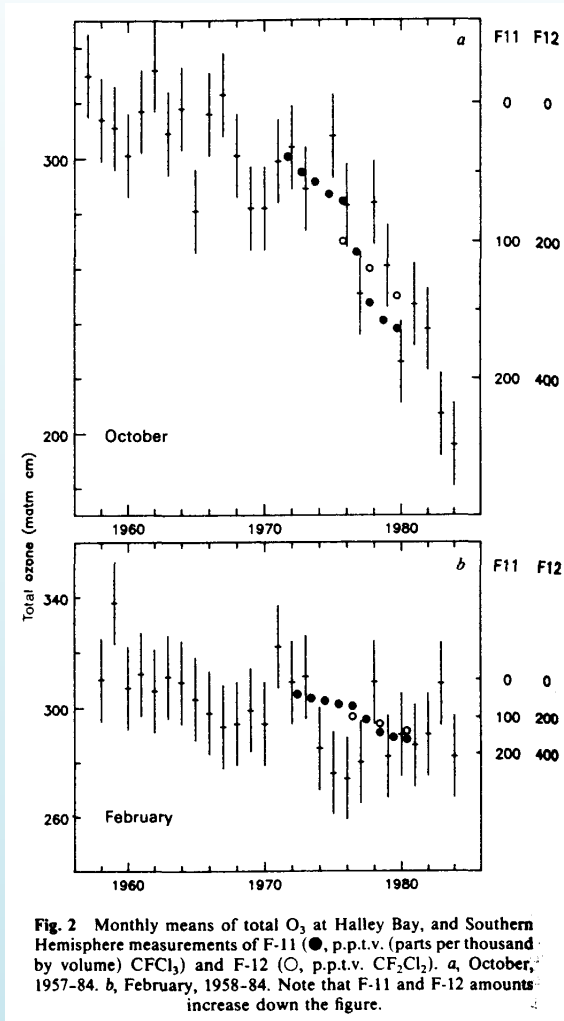 a F11 F12
0 0
300
100 200
200 400
200
October
1960 1970 1980
Total ozone (matm cm)
b F11 F12
340
0 0
300
100 200
200 400
260
February
1960 1970 1980
Fig. 2 Monthly means of total O3 at Halley Bay, and Southern
Hemisphere measurements of F-11 (●, p.p.t.v. (parts per thousand
by volume) CFCl3) and F-12 (○, p.p.t.v. CF2Cl2). a, October,
1957-84. b, February, 1958-84. Note that F-11 and F-12 amounts
increase down the figure.